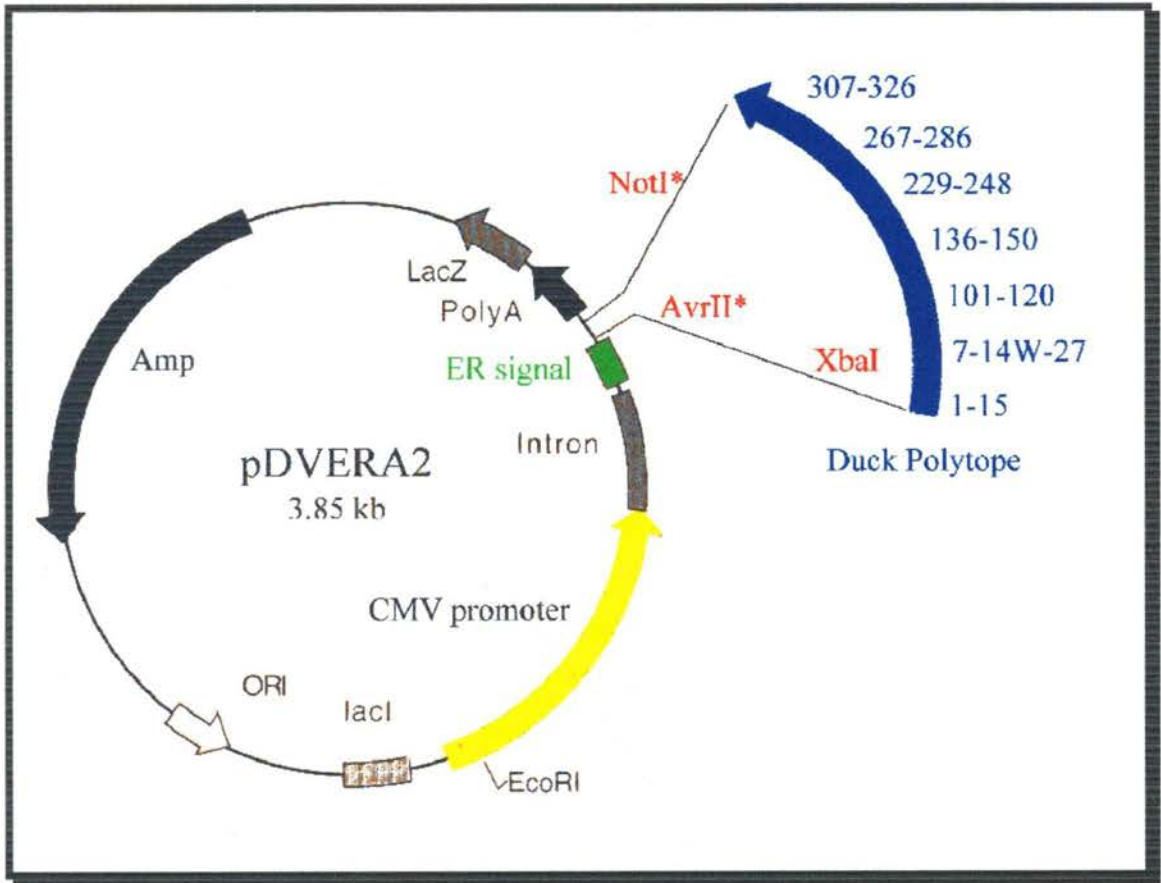 307-326
267-286
229-248
136-150
101-120
7-14W-27
1-15
Duck Polytope
NotI*
AvrII*
XbaI
LacZ
PolyA
ER signal
Intron
Amp
pDVERA2
3.85 kb
CMV promoter
ORI
lacI
EcoRI